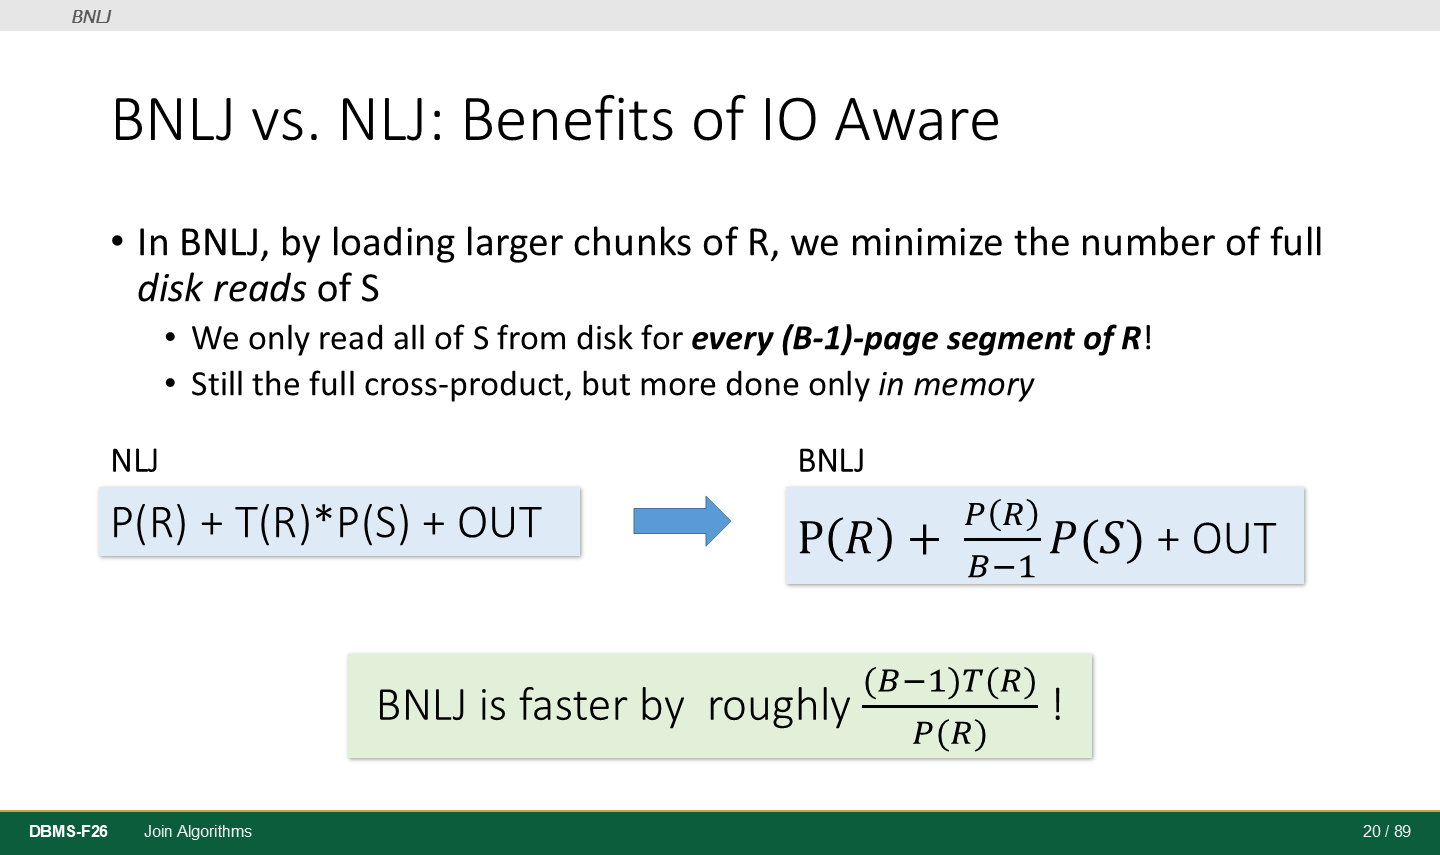 BNLJ
BNLJ vs. NLJ: Benefits of IO Aware
• In BNLJ, by loading larger chunks of R, we minimize the number of full
disk reads of S
• We only read all of S from disk for every (B-1)-page segment of R!
• Still the full cross-product, but more done only in memory
NLJ
P(R) + T(R)*P(S) + OUT
BNLJ
P(R) + \frac{P(R)}{B−1} P(S) + OUT
BNLJ is faster by roughly \frac{(B−1)T(R)}{P(R)} !
DBMS-F26 Join Algorithms 20 / 89